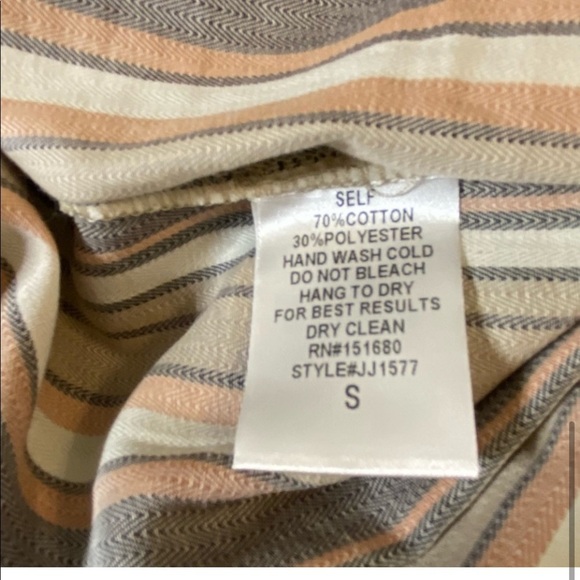 SELF
70%COTTON
30%POLYESTER
HAND WASH COLD
DO NOT BLEACH
HANG TO DRY
FOR BEST RESULTS
DRY CLEAN
RN#151680
STYLE#JJ1577
S